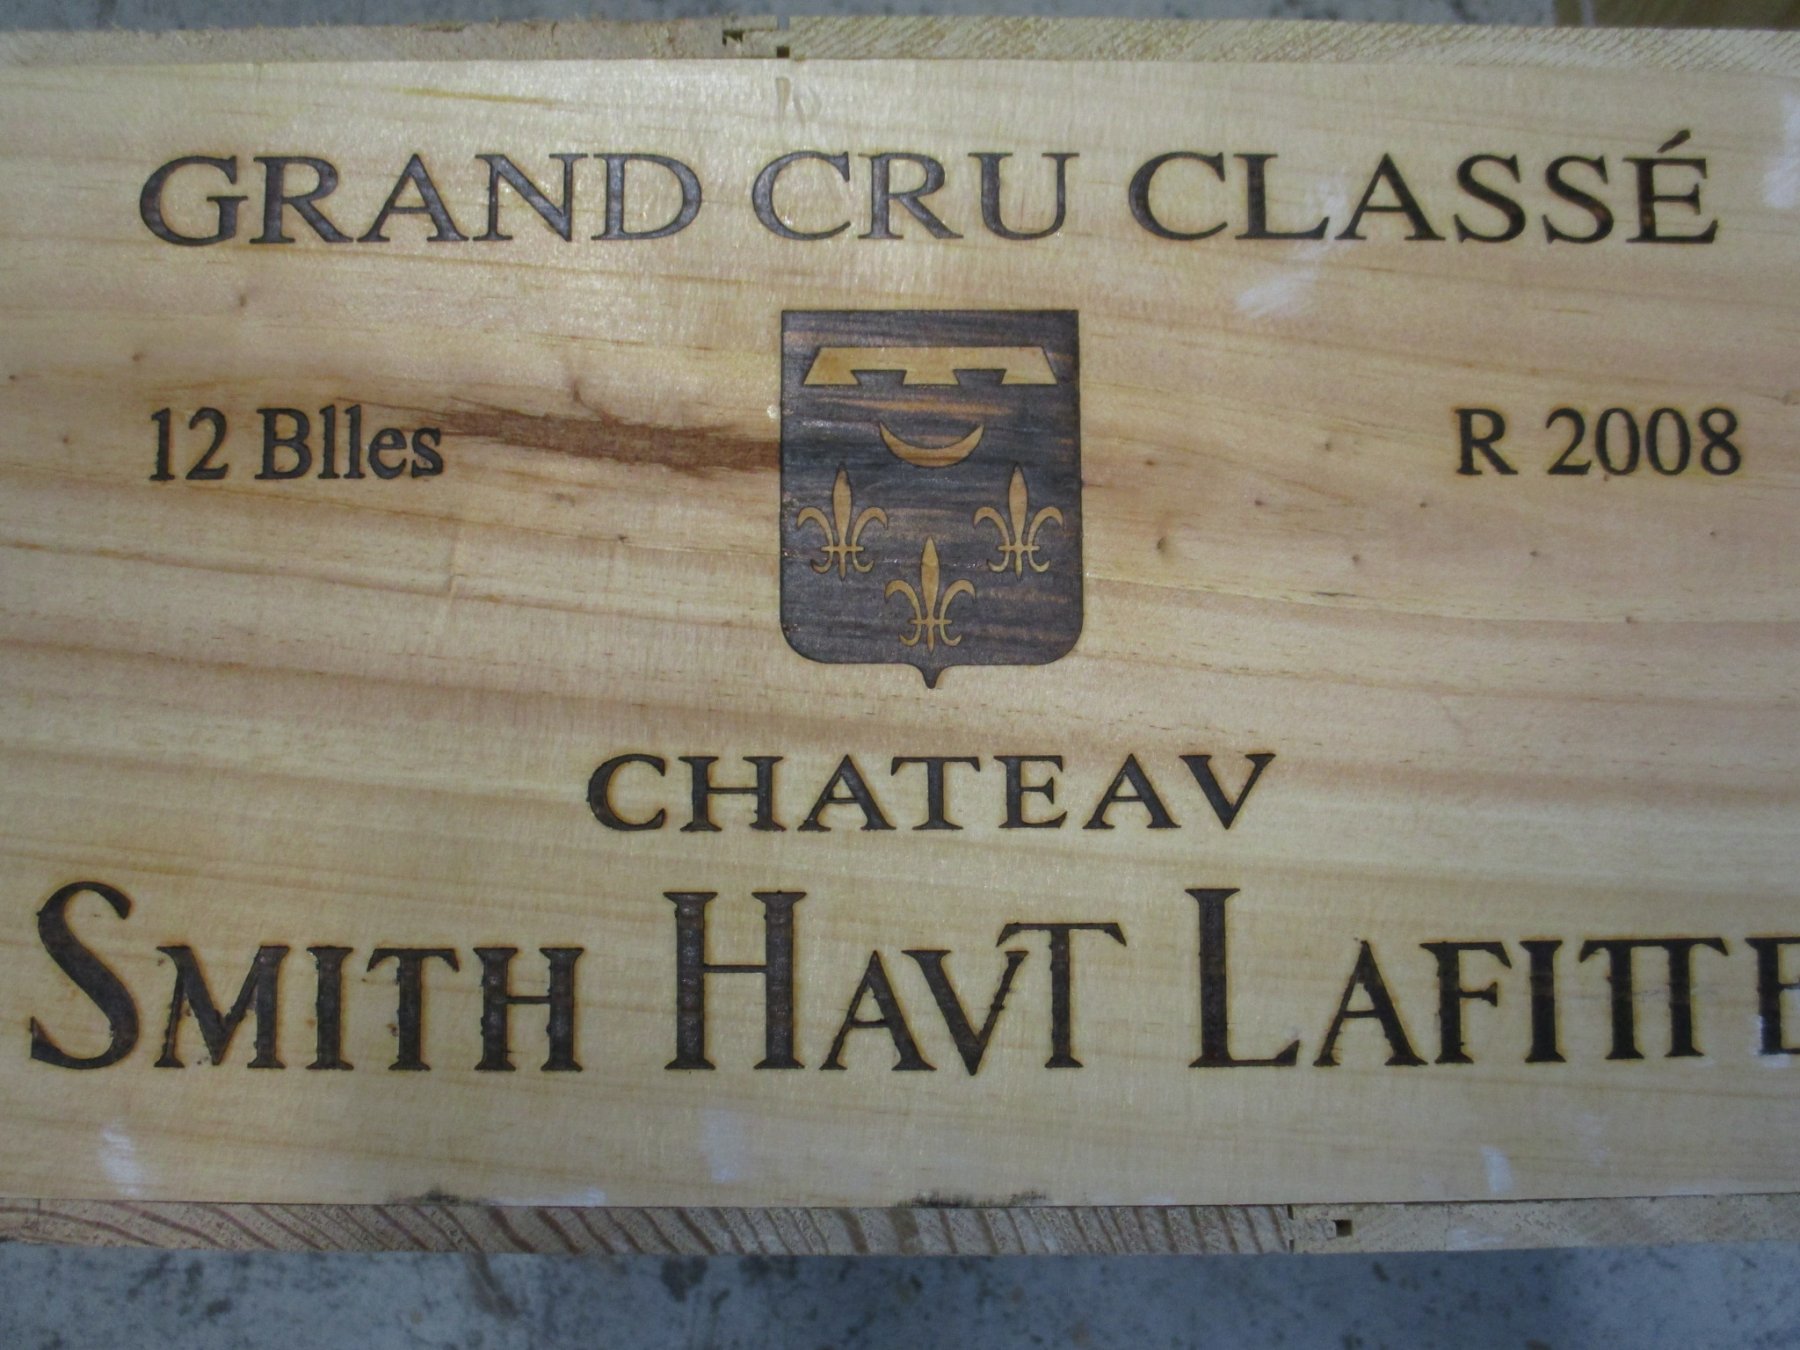 GRAND CRU CLASSÉ
12 Blles
R 2008
CHATEAV
SMITH HAVT LAFITTE